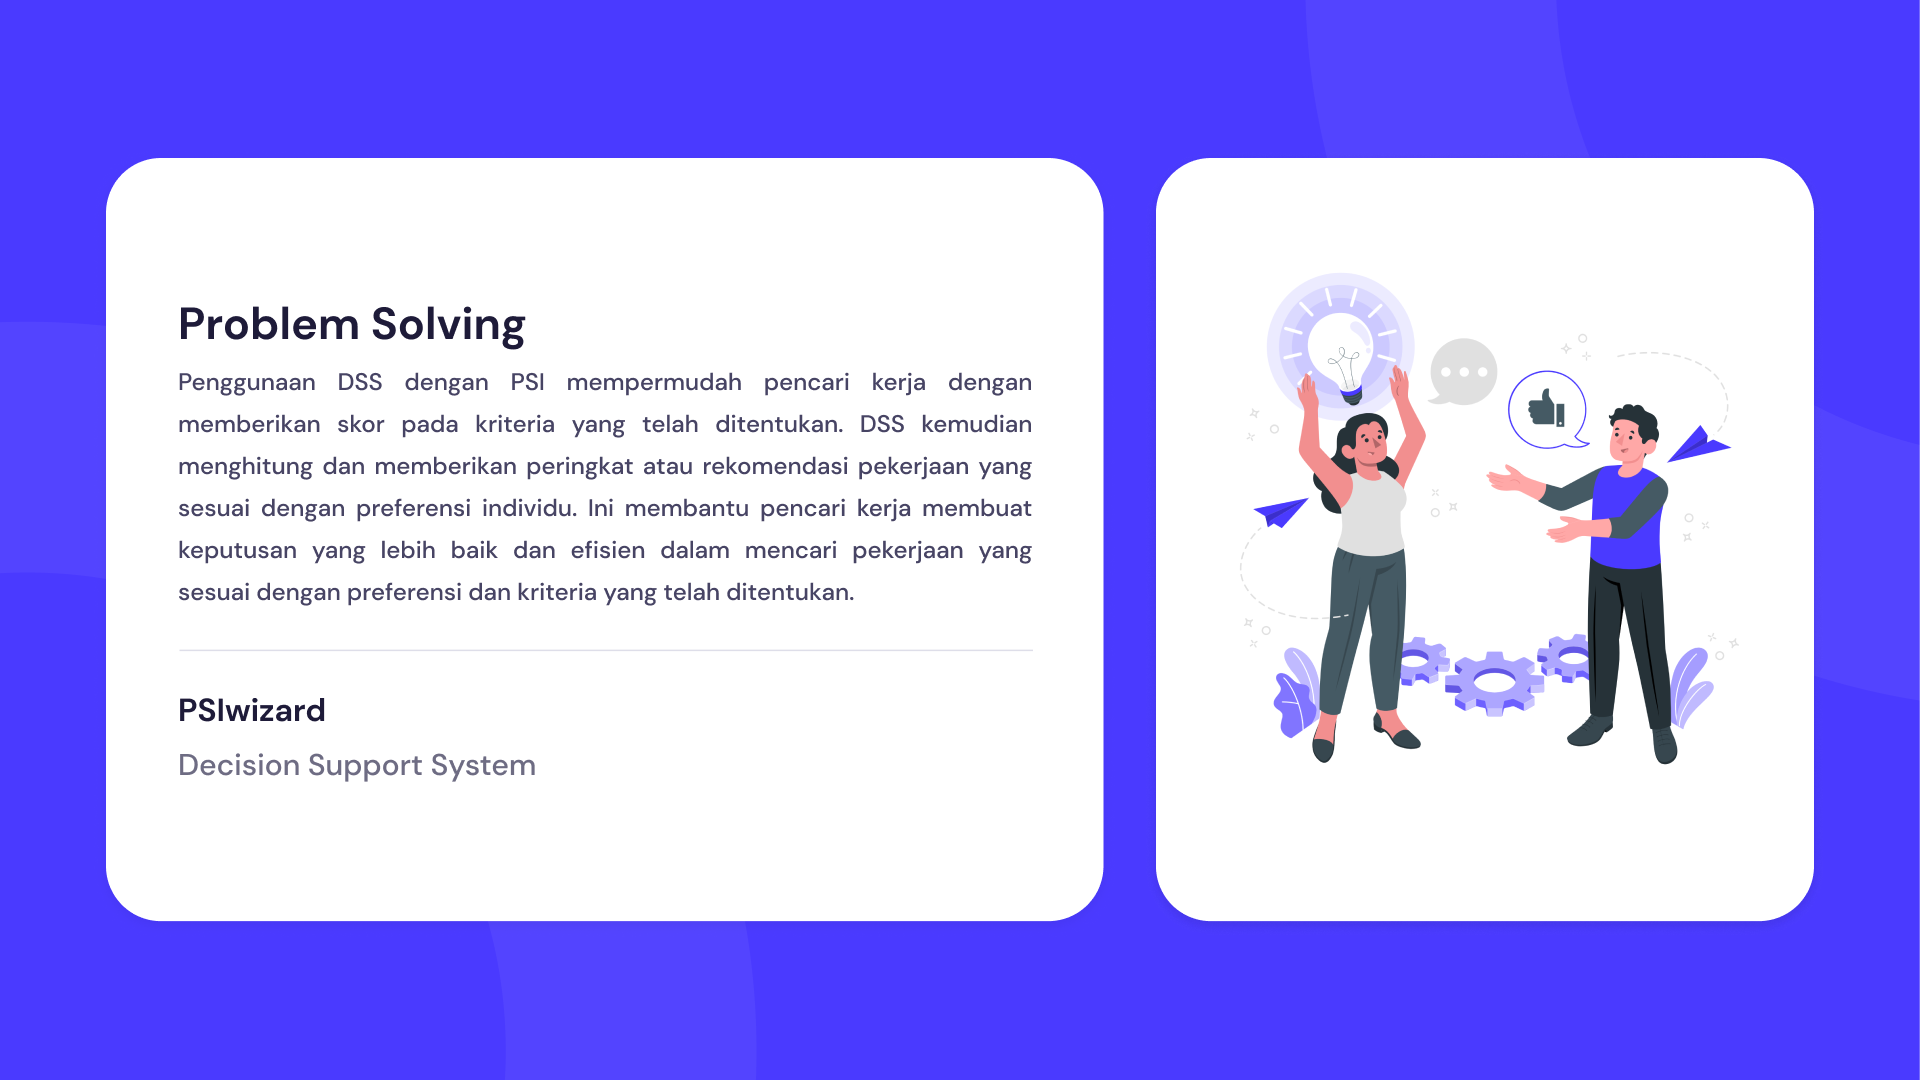 Problem Solving
Penggunaan DSS dengan PSI mempermudah pencari kerja dengan
memberikan skor pada kriteria yang telah ditentukan. DSS kemudian
menghitung dan memberikan peringkat atau rekomendasi pekerjaan yang
sesuai dengan preferensi individu. Ini membantu pencari kerja membuat
keputusan yang lebih baik dan efisien dalam mencari pekerjaan yang
sesuai dengan preferensi dan kriteria yang telah ditentukan.
PSIwizard
Decision Support System